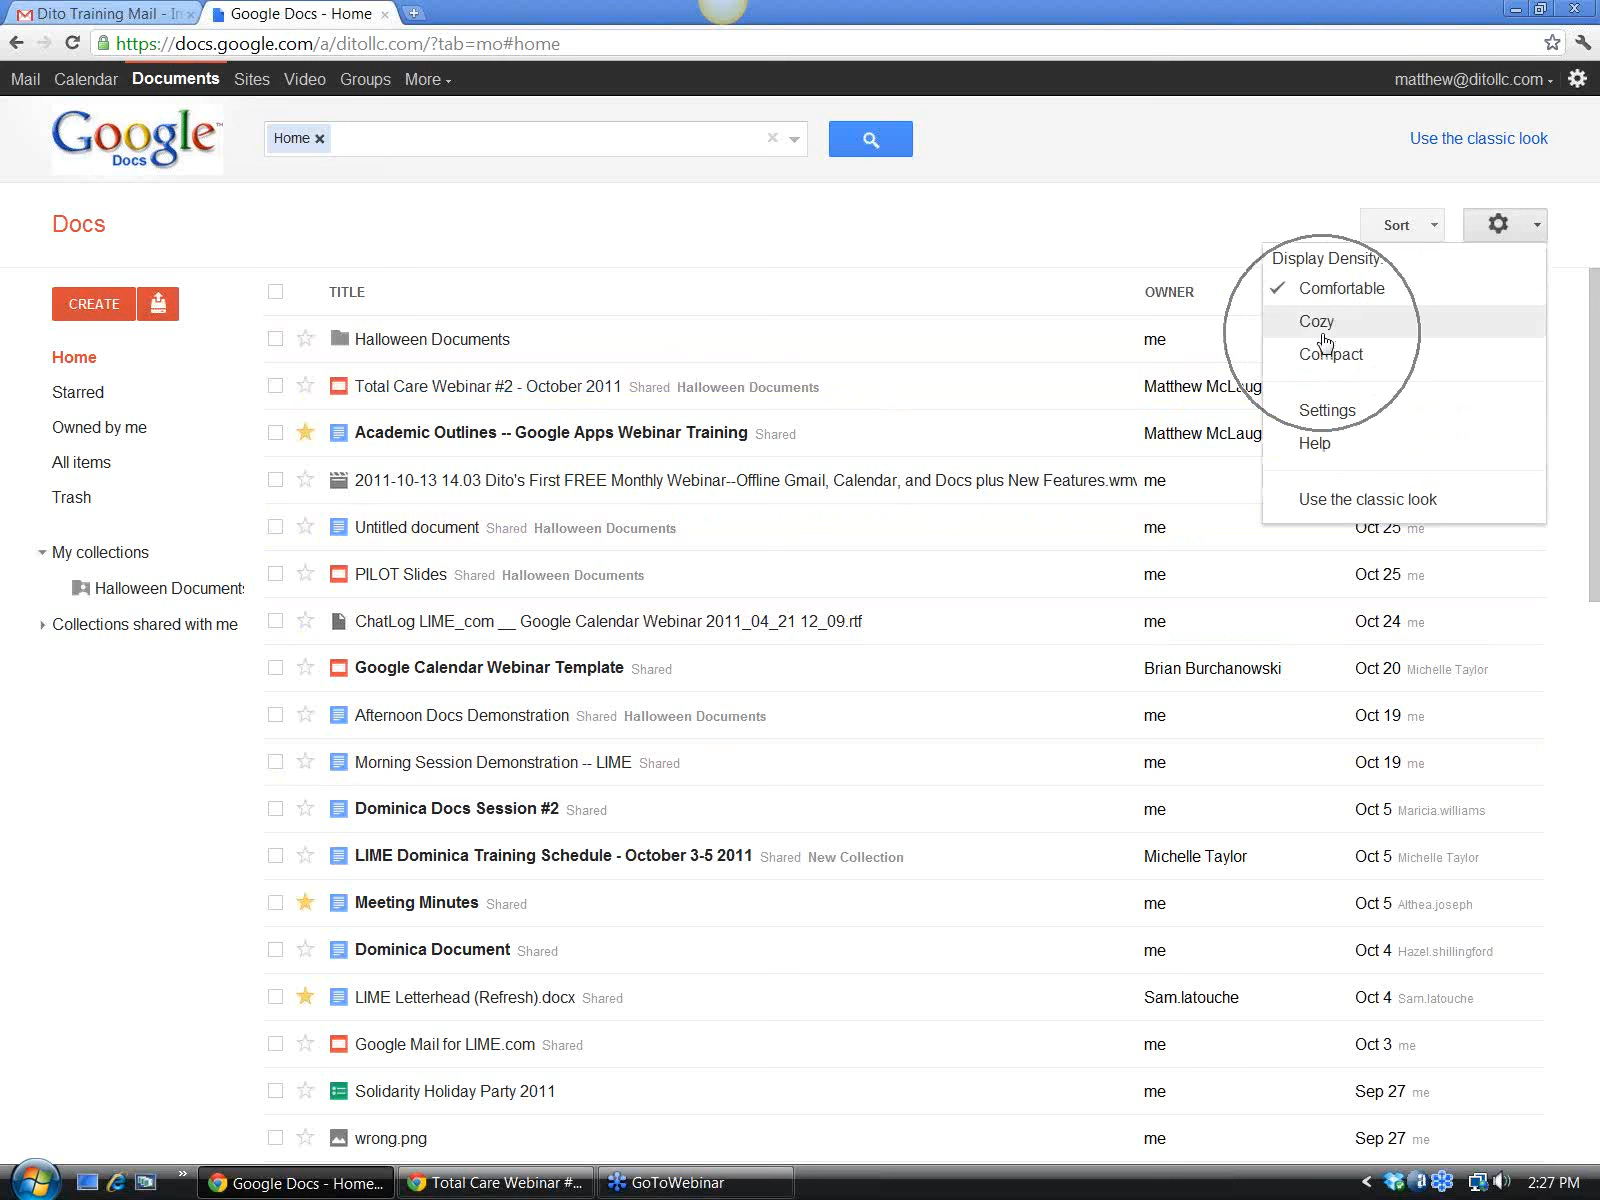 Dito Training Mail - In
Google Docs - Home
https://docs.google.com/a/ditollc.com/?tab=mo#home
Mail Calendar Documents Sites Video Groups More
matthew@ditollc.com
Google™
Docs
Home
Use the classic look
Docs
Sort
Display Density:
Comfortable
Cozy
Compact
Settings
Help
Use the classic look
CREATE
Home
Starred
Owned by me
All items
Trash
My collections
Halloween Documents
Collections shared with me
TITLE OWNER
Halloween Documents me
Total Care Webinar #2 - October 2011 Shared Halloween Documents Matthew McLaug
Academic Outlines -- Google Apps Webinar Training Shared Matthew McLaug
2011-10-13 14.03 Dito's First FREE Monthly Webinar--Offline Gmail, Calendar, and Docs plus New Features.wmv me
Untitled document Shared Halloween Documents me Oct 25 me
PILOT Slides Shared Halloween Documents me Oct 25 me
ChatLog LIME_com __ Google Calendar Webinar 2011_04_21 12_09.rtf me Oct 24 me
Google Calendar Webinar Template Shared Brian Burchanowski Oct 20 Michelle Taylor
Afternoon Docs Demonstration Shared Halloween Documents me Oct 19 me
Morning Session Demonstration -- LIME Shared me Oct 19 me
Dominica Docs Session #2 Shared me Oct 5 Maricia.williams
LIME Dominica Training Schedule - October 3-5 2011 Shared New Collection Michelle Taylor Oct 5 Michelle Taylor
Meeting Minutes Shared me Oct 5 Althea.joseph
Dominica Document Shared me Oct 4 Hazel.shillingford
LIME Letterhead (Refresh).docx Shared Sam.latouche Oct 4 Sam.latouche
Google Mail for LIME.com Shared me Oct 3 me
Solidarity Holiday Party 2011 me Sep 27 me
wrong.png me Sep 27 me
Google Docs - Home...
Total Care Webinar #...
GoToWebinar
2:27 PM